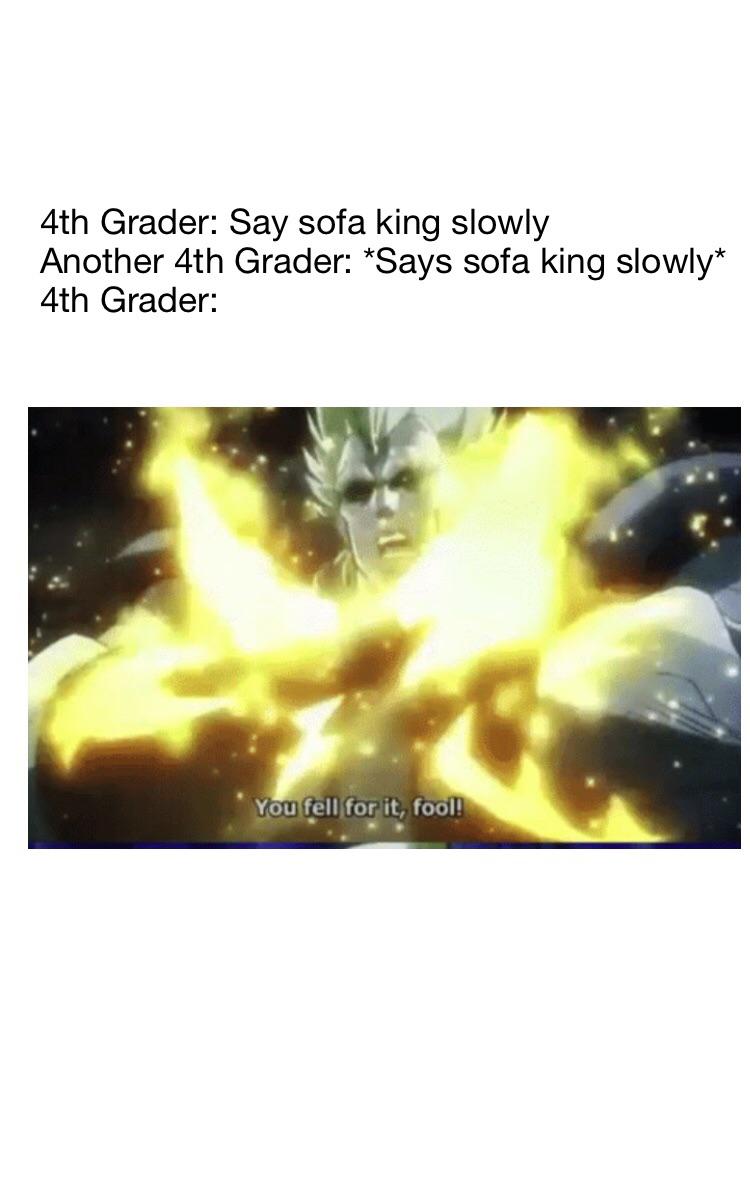 4th Grader: Say sofa king slowly
Another 4th Grader: *Says sofa king slowly*
4th Grader:
You fell for it, fool!